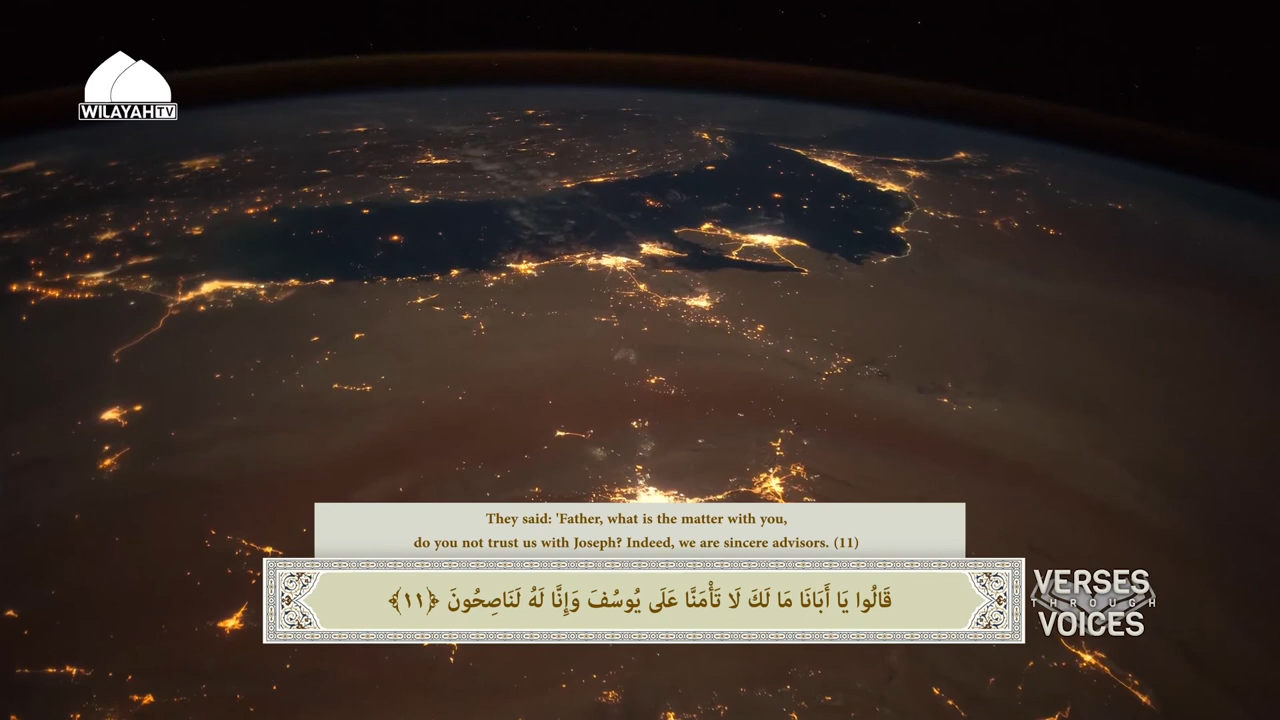 WILAYAH TV
They said: 'Father, what is the matter with you,
do you not trust us with Joseph? Indeed, we are sincere advisors. (11)
قَالُوا يَا أَبَانَا مَا لَكَ لَا تَأْمَنَّا عَلَى يُوسُفَ وَإِنَّا لَهُ لَنَاصِحُونَ ﴿١١﴾
VERSES
THROUGH
VOICES